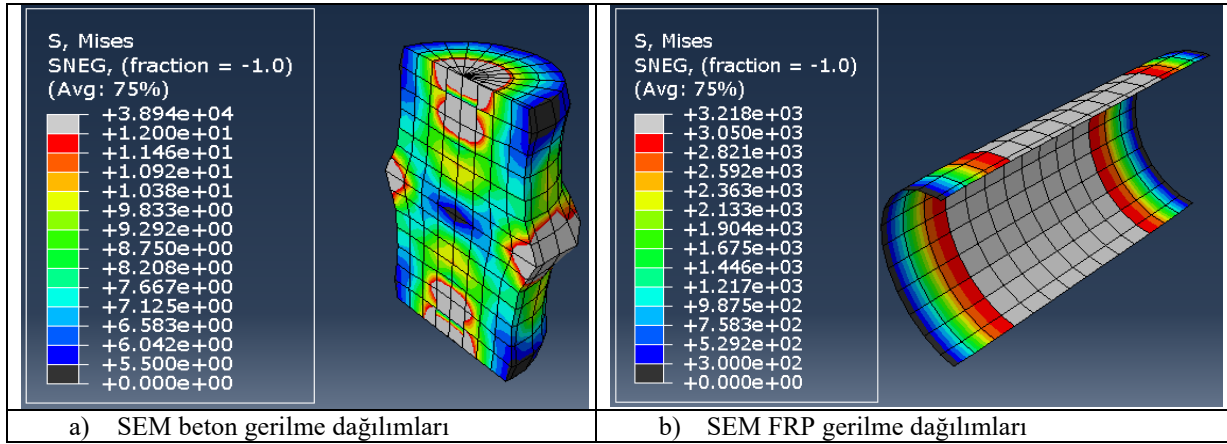 S, Mises
SNEG, (fraction = -1.0)
(Avg: 75%)
+3.894e+04
+1.200e+01
+1.146e+01
+1.092e+01
+1.038e+01
+9.833e+00
+9.292e+00
+8.750e+00
+8.208e+00
+7.667e+00
+7.125e+00
+6.583e+00
+6.042e+00
+5.500e+00
+0.000e+00
S, Mises
SNEG, (fraction = -1.0)
(Avg: 75%)
+3.218e+03
+3.050e+03
+2.821e+03
+2.592e+03
+2.363e+03
+2.133e+03
+1.904e+03
+1.675e+03
+1.446e+03
+1.217e+03
+9.875e+02
+7.583e+02
+5.292e+02
+3.000e+02
+0.000e+00
a) SEM beton gerilme dağılımları
b) SEM FRP gerilme dağılımları